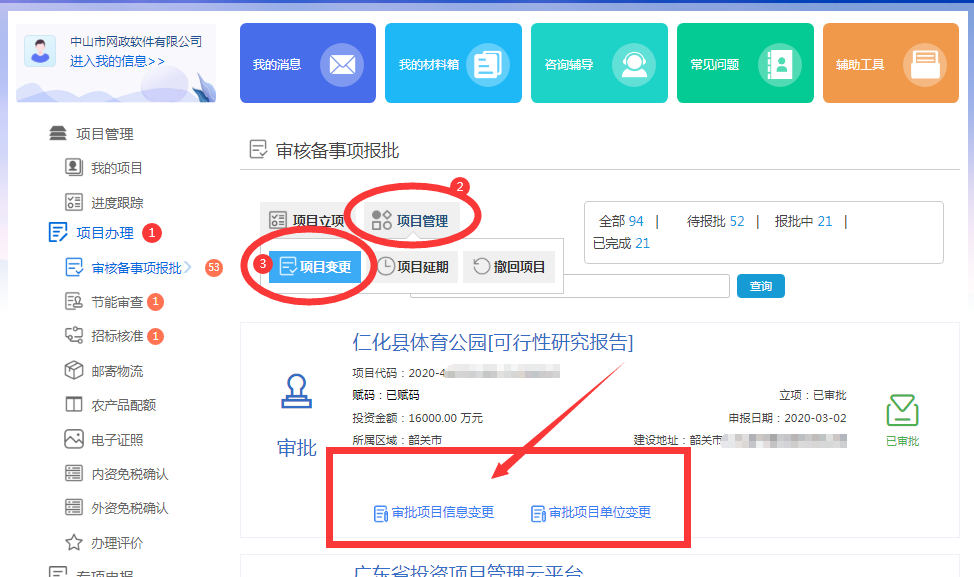 中山市网政软件有限公司
进入我的信息>>
我的消息
我的材料箱
咨询辅导
常见问题
辅助工具
项目管理
我的项目
进度跟踪
项目办理 1
审核备事项报批 53
节能审查 1
招标核准 1
邮寄物流
农产品配额
电子证照
内资免税确认
外资免税确认
办理评价
专项申报
审核备事项报批
项目立项 项目管理 2
3 项目变更 项目延期 撤回项目
全部 94 | 待报批 52 | 报批中 21 |
已完成 21
查询
仁化县体育公园[可行性研究报告]
项目代码：2020-4
赋码：已赋码 立项：已审批
投资金额：16000.00 万元 申报日期：2020-03-02
所属区域：韶关市 建设地址：韶关市
审批
已审批
审批项目信息变更 审批项目单位变更
广东省投资项目管理云平台